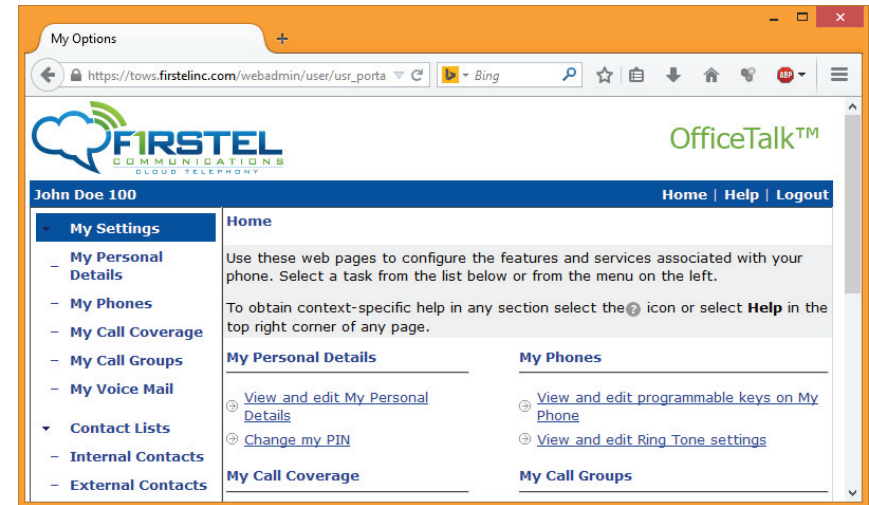 My Options
https://tows.firstelinc.com/webadmin/user/usr_porta
Bing
ABP
F1RSTEL
COMMUNICATIONS
CLOUD TELEPHONY
OfficeTalk™
John Doe 100
Home | Help | Logout
My Settings
My Personal
Details
My Phones
My Call Coverage
My Call Groups
My Voice Mail
Contact Lists
Internal Contacts
External Contacts
Home
Use these web pages to configure the features and services associated with your
phone. Select a task from the list below or from the menu on the left.
To obtain context-specific help in any section select the ? icon or select Help in the
top right corner of any page.
My Personal Details
View and edit My Personal
Details
Change my PIN
My Phones
View and edit programmable keys on My
Phone
View and edit Ring Tone settings
My Call Coverage
My Call Groups